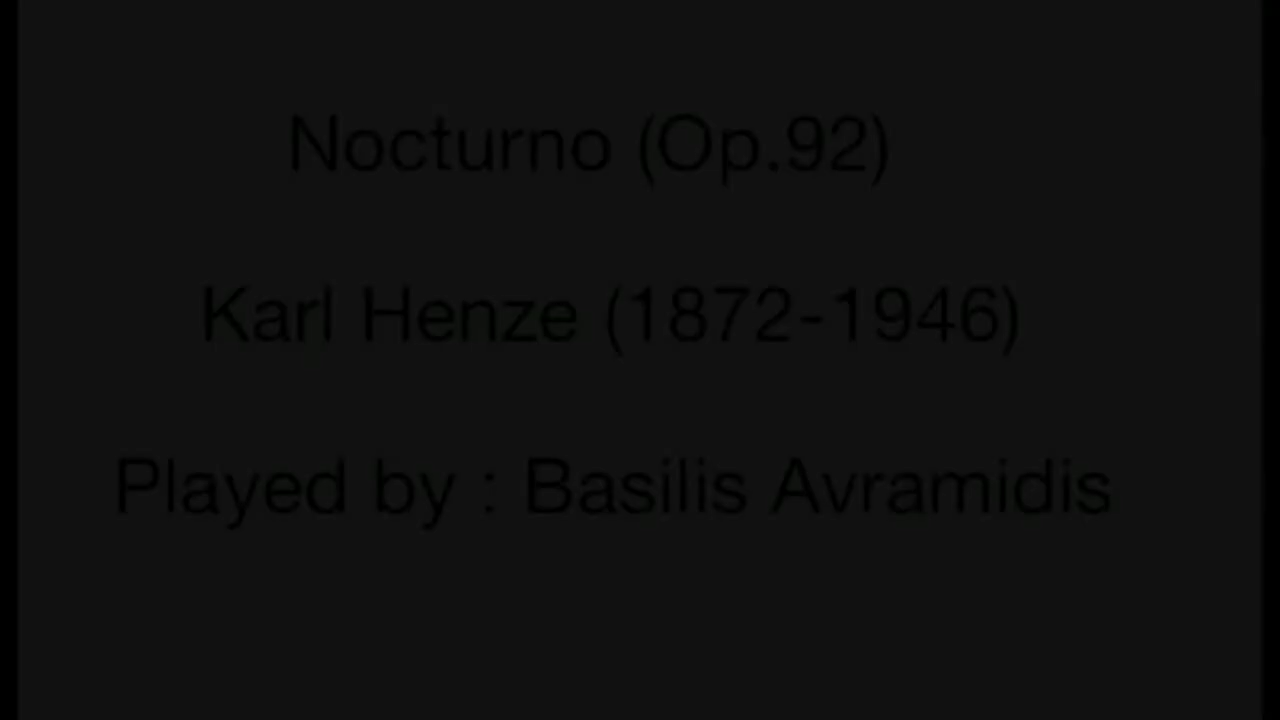 Nocturno (Op.92)
Karl Henze (1872-1946)
Played by : Basilis Avramidis